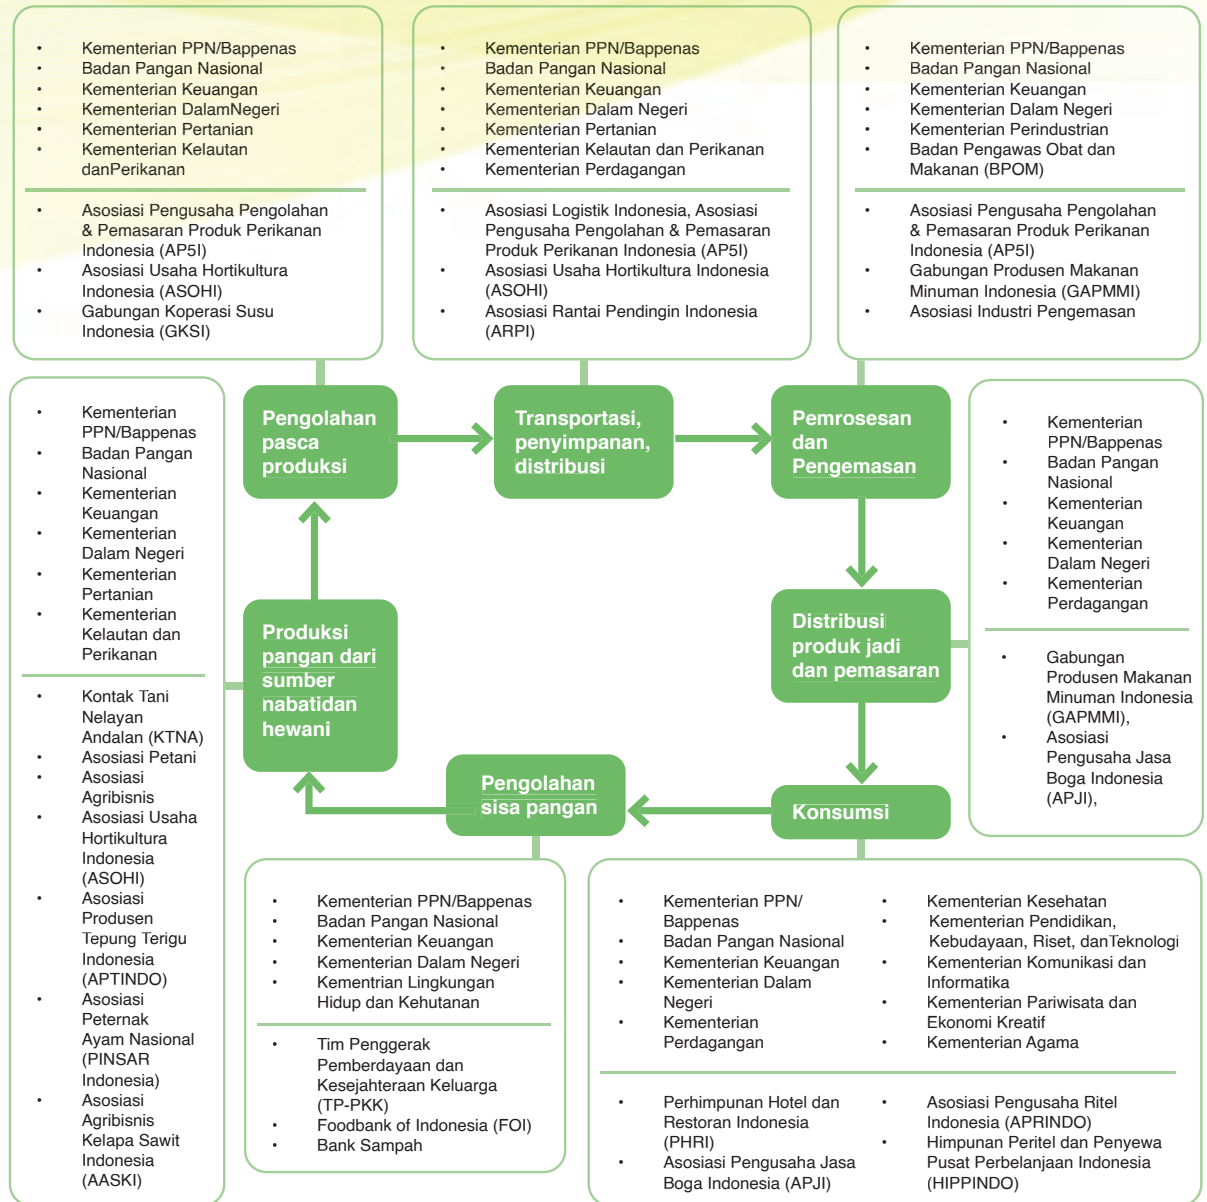 • Kementerian PPN/Bappenas
• Badan Pangan Nasional
• Kementerian Keuangan
• Kementerian DalamNegeri
• Kementerian Pertanian
• Kementerian Kelautan
danPerikanan
• Asosiasi Pengusaha Pengolahan
& Pemasaran Produk Perikanan
Indonesia (AP5I)
• Asosiasi Usaha Hortikultura
Indonesia (ASOHI)
• Gabungan Koperasi Susu
Indonesia (GKSI)
• Kementerian PPN/Bappenas
• Badan Pangan Nasional
• Kementerian Keuangan
• Kementerian Dalam Negeri
• Kementerian Pertanian
• Kementerian Kelautan dan Perikanan
• Kementerian Perdagangan
• Asosiasi Logistik Indonesia, Asosiasi
Pengusaha Pengolahan & Pemasaran
Produk Perikanan Indonesia (AP5I)
• Asosiasi Usaha Hortikultura Indonesia
(ASOHI)
• Asosiasi Rantai Pendingin Indonesia
(ARPI)
• Kementerian PPN/Bappenas
• Badan Pangan Nasional
• Kementerian Keuangan
• Kementerian Dalam Negeri
• Kementerian Perindustrian
• Badan Pengawas Obat dan
Makanan (BPOM)
• Asosiasi Pengusaha Pengolahan
& Pemasaran Produk Perikanan
Indonesia (AP5I)
• Gabungan Produsen Makanan
Minuman Indonesia (GAPMMI)
• Asosiasi Industri Pengemasan
Pengolahan
pasca
produksi
Transportasi,
penyimpanan,
distribusi
Pemrosesan
dan
Pengemasan
• Kementerian
PPN/Bappenas
• Badan Pangan
Nasional
• Kementerian
Keuangan
• Kementerian
Dalam Negeri
• Kementerian
Pertanian
• Kementerian
Kelautan dan
Perikanan
• Kontak Tani
Nelayan
Andalan (KTNA)
• Asosiasi Petani
• Asosiasi
Agribisnis
• Asosiasi Usaha
Hortikultura
Indonesia
(ASOHI)
• Asosiasi
Produsen
Tepung Terigu
Indonesia
(APTINDO)
• Asosiasi
Peternak
Ayam Nasional
(PINSAR
Indonesia)
• Asosiasi
Agribisnis
Kelapa Sawit
Indonesia
(AASKI)
Produksi
pangan dari
sumber
nabatidan
hewani
Distribusi
produk jadi
dan pemasaran
• Kementerian
PPN/Bappenas
• Badan Pangan
Nasional
• Kementerian
Keuangan
• Kementerian
Dalam Negeri
• Kementerian
Perdagangan
• Gabungan
Produsen Makanan
Minuman Indonesia
(GAPMMI),
• Asosiasi
Pengusaha Jasa
Boga Indonesia
(APJI),
Pengolahan
sisa pangan
Konsumsi
• Kementerian PPN/Bappenas
• Badan Pangan Nasional
• Kementerian Keuangan
• Kementerian Dalam Negeri
• Kementrian Lingkungan
Hidup dan Kehutanan
• Tim Penggerak
Pemberdayaan dan
Kesejahteraan Keluarga
(TP-PKK)
• Foodbank of Indonesia (FOI)
• Bank Sampah
• Kementerian PPN/
Bappenas
• Badan Pangan Nasional
• Kementerian Keuangan
• Kementerian Dalam
Negeri
• Kementerian
Perdagangan
• Kementerian Kesehatan
• Kementerian Pendidikan,
Kebudayaan, Riset, danTeknologi
• Kementerian Komunikasi dan
Informatika
• Kementerian Pariwisata dan
Ekonomi Kreatif
• Kementerian Agama
• Perhimpunan Hotel dan
Restoran Indonesia
(PHRI)
• Asosiasi Pengusaha Jasa
Boga Indonesia (APJI)
• Asosiasi Pengusaha Ritel
Indonesia (APRINDO)
• Himpunan Peritel dan Penyewa
Pusat Perbelanjaan Indonesia
(HIPPINDO)